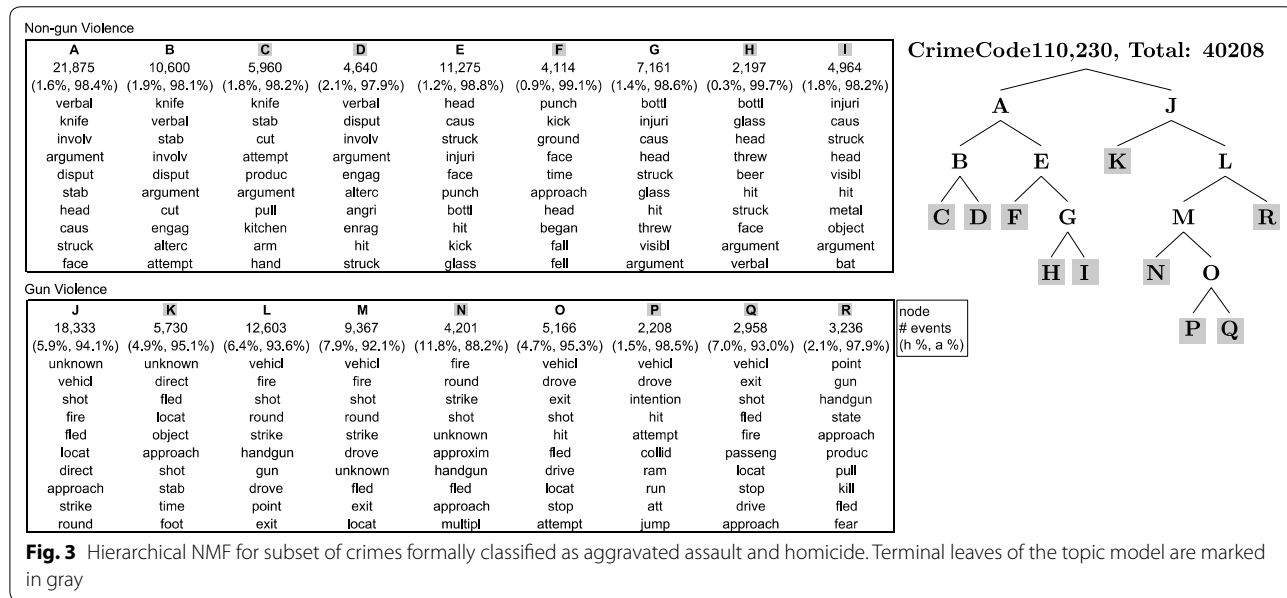 Non-gun Violence
A B C D E F G H I
21,875 10,600 5,960 4,640 11,275 4,114 7,161 2,197 4,964
(1.6%, 98.4%) (1.9%, 98.1%) (1.8%, 98.2%) (2.1%, 97.9%) (1.2%, 98.8%) (0.9%, 99.1%) (1.4%, 98.6%) (0.3%, 99.7%) (1.8%, 98.2%)
verbal knife knife verbal head punch bottl bottl injuri
knife verbal stab disput caus kick injuri glass caus
involv stab cut involv struck ground caus head struck
argument involv attempt argument injuri face head threw head
disput disput produc engag face time struck beer visibl
stab argument argument alterc punch approach glass hit hit
head cut pull angri bottl head hit struck metal
caus engag kitchen enrag hit began threw face object
struck alterc arm hit kick fall visibl argument argument
face attempt hand struck glass fell argument verbal bat
Gun Violence
J K L M N O P Q R
18,333 5,730 12,603 9,367 4,201 5,166 2,208 2,958 3,236
(5.9%, 94.1%) (4.9%, 95.1%) (6.4%, 93.6%) (7.9%, 92.1%) (11.8%, 88.2%) (4.7%, 95.3%) (1.5%, 98.5%) (7.0%, 93.0%) (2.1%, 97.9%)
unknown unknown vehicl vehicl fire vehicl vehicl vehicl point
vehicl direct fire fire round drove drove exit gun
shot fled shot shot strike exit intention shot handgun
fire locat round round shot shot hit fled state
fled object strike strike unknown hit attempt fire approach
locat approach handgun drove approxim fled collid passeng produc
direct shot gun unknown handgun drive ram locat pull
approach stab drove fled fled locat run stop kill
strike time point exit approach stop att drive fled
round foot exit locat multipl attempt jump approach fear
node
# events
(h %, a %)
CrimeCode110,230, Total: 40208
A J
B E K L
C D F G M R
H I N O
P Q
Fig. 3 Hierarchical NMF for subset of crimes formally classified as aggravated assault and homicide. Terminal leaves of the topic model are marked
in gray